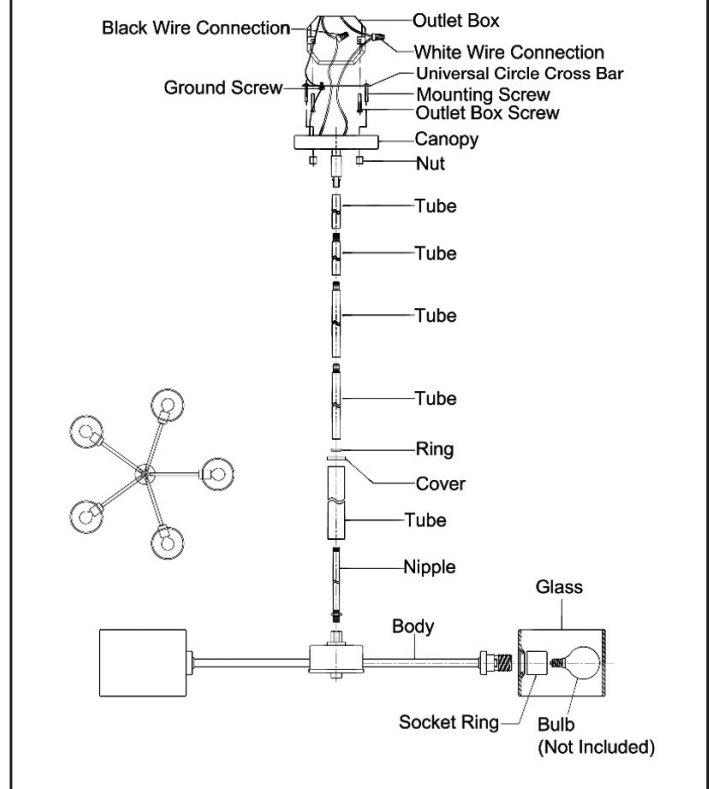 Outlet Box
Black Wire Connection
White Wire Connection
Universal Circle Cross Bar
Ground Screw
Mounting Screw
Outlet Box Screw
Canopy
Nut
Tube
Tube
Tube
Tube
Ring
Cover
Tube
Nipple
Glass
Body
Socket Ring
Bulb
(Not Included)